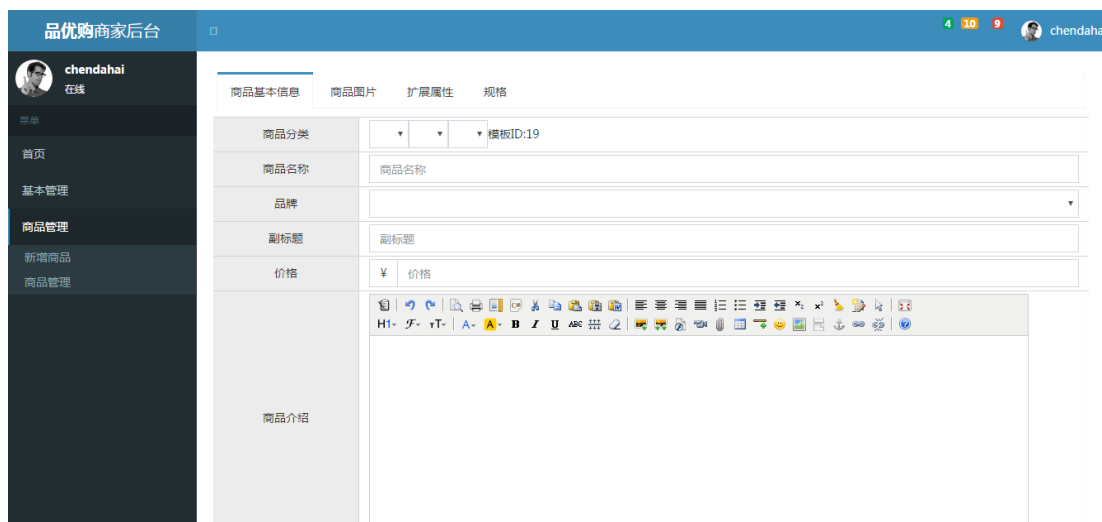 品优购商家后台
4 10 9 chendaha
chendahai
在线
菜单
首页
基本管理
商品管理
新增商品
商品管理
商品基本信息 商品图片 扩展属性 规格
商品分类 模板ID:19
商品名称 商品名称
品牌
副标题 副标题
价格 ¥ 价格
H1 F тT A A B I U ABC
商品介绍